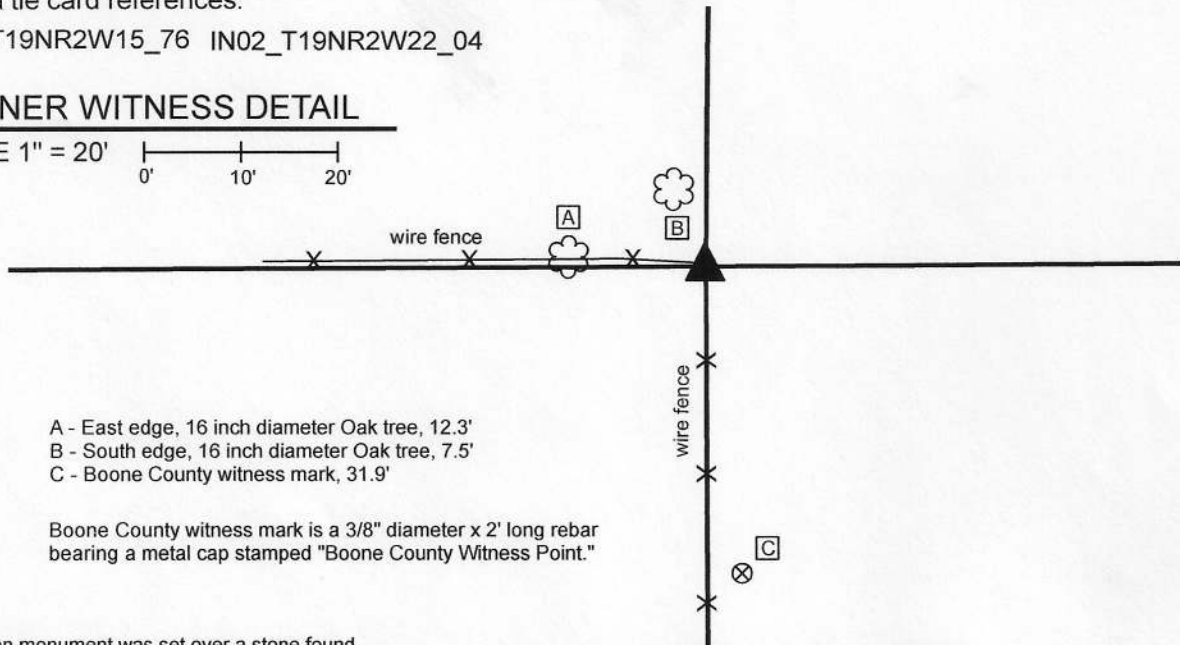 tie card references:
T19NR2W15_76 IN02_T19NR2W22_04
NER WITNESS DETAIL
E 1" = 20'
0' 10' 20'
A
B
wire fence
X X X
wire fence
A - East edge, 16 inch diameter Oak tree, 12.3'
B - South edge, 16 inch diameter Oak tree, 7.5'
C - Boone County witness mark, 31.9'
Boone County witness mark is a 3/8" diameter x 2' long rebar
bearing a metal cap stamped "Boone County Witness Point."
C
monument was set over a stone found